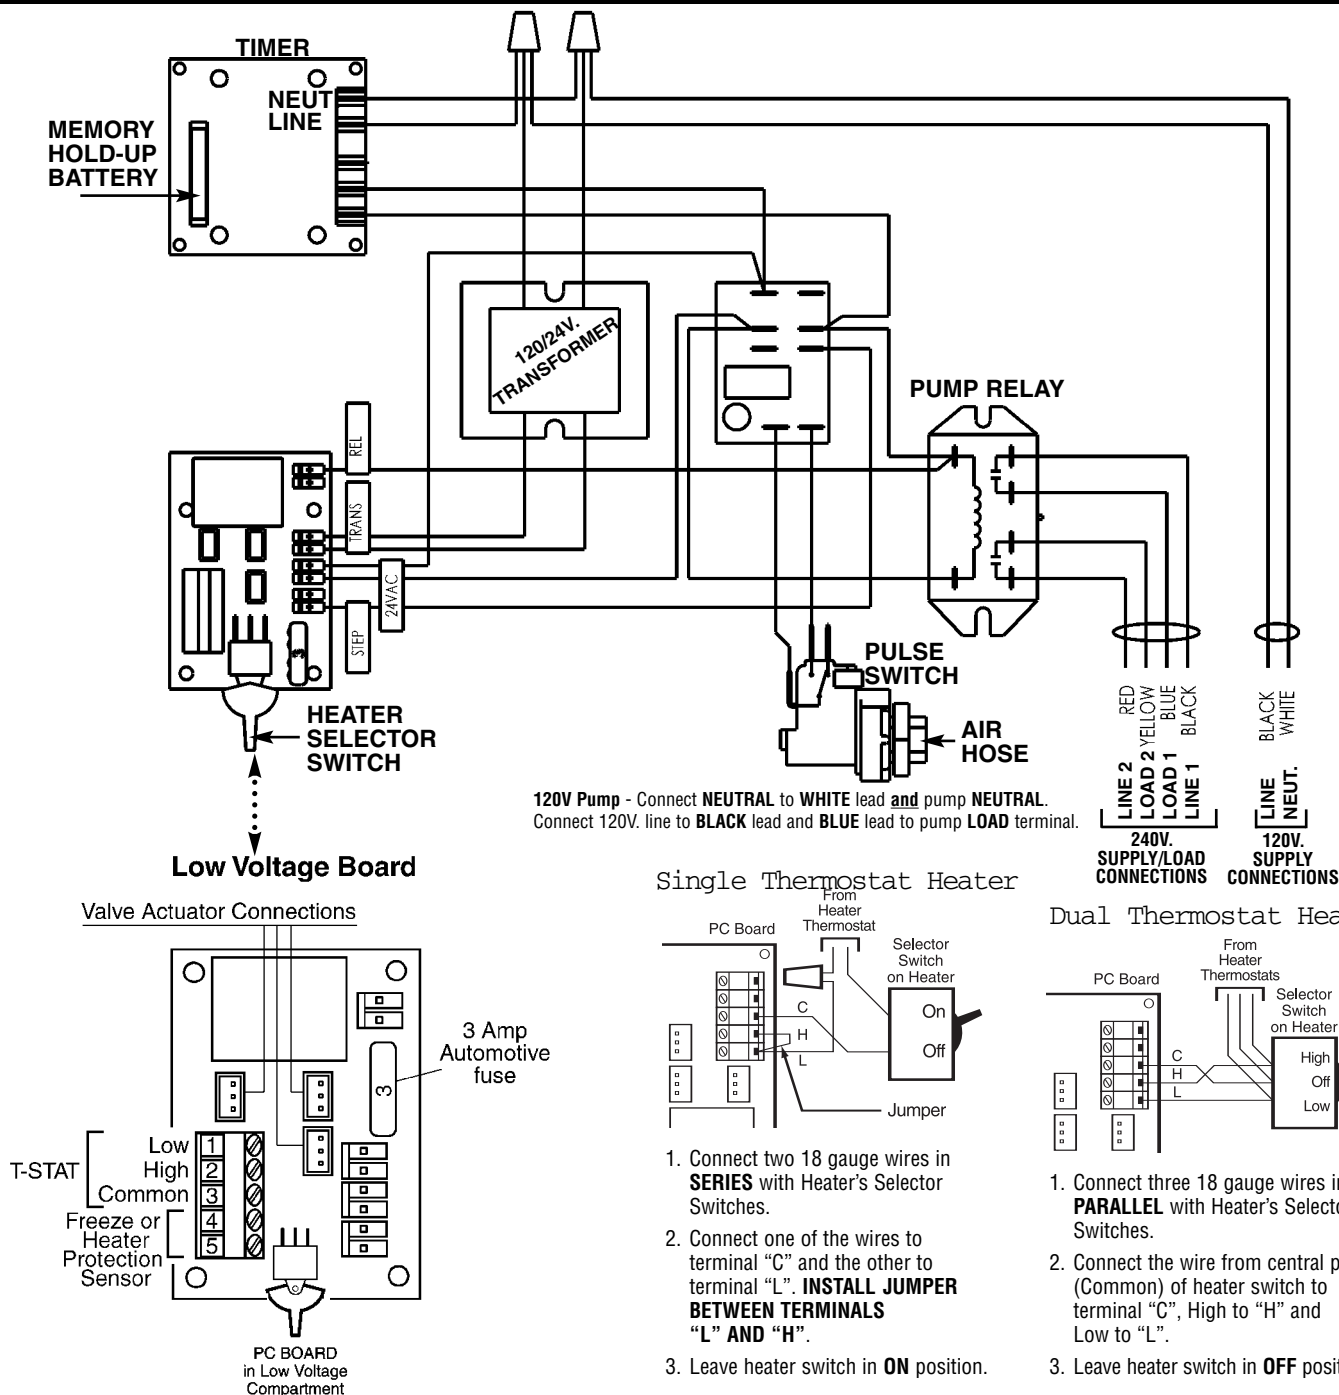 TIMER
NEUT
LINE
MEMORY
HOLD-UP
BATTERY
120/24V.
TRANSFORMER
PUMP RELAY
REL
TRANS
24VAC
STEP
3
HEATER
SELECTOR
SWITCH
PULSE
SWITCH
AIR
HOSE
RED
YELLOW
BLUE
BLACK
BLACK
WHITE
LINE 2
LOAD 2
LOAD 1
LINE 1
LINE
NEUT.
240V.
SUPPLY/LOAD
CONNECTIONS
120V.
SUPPLY
CONNECTIONS
120V Pump - Connect NEUTRAL to WHITE lead and pump NEUTRAL.
Connect 120V. line to BLACK lead and BLUE lead to pump LOAD terminal.
Low Voltage Board
Valve Actuator Connections
3 Amp
Automotive
fuse
3
T-STAT
Low 1
High 2
Common 3
Freeze or
Heater
Protection
Sensor
4
5
PC BOARD
in Low Voltage
Compartment
Single Thermostat Heater
From
Heater
Thermostat
PC Board
Selector
Switch
on Heater
On
Off
C
H
L
Jumper
1. Connect two 18 gauge wires in
SERIES with Heater's Selector
Switches.
2. Connect one of the wires to
terminal “C” and the other to
terminal “L”. INSTALL JUMPER
BETWEEN TERMINALS
“L” AND “H”.
3. Leave heater switch in ON position.
Dual Thermostat Hea
From
Heater
Thermostats
PC Board
Selector
Switch
on Heater
High
Off
Low
C
H
L
1. Connect three 18 gauge wires i
PARALLEL with Heater's Select
Switches.
2. Connect the wire from central p
(Common) of heater switch to
terminal “C”, High to “H” and
Low to “L”.
3. Leave heater switch in OFF posit